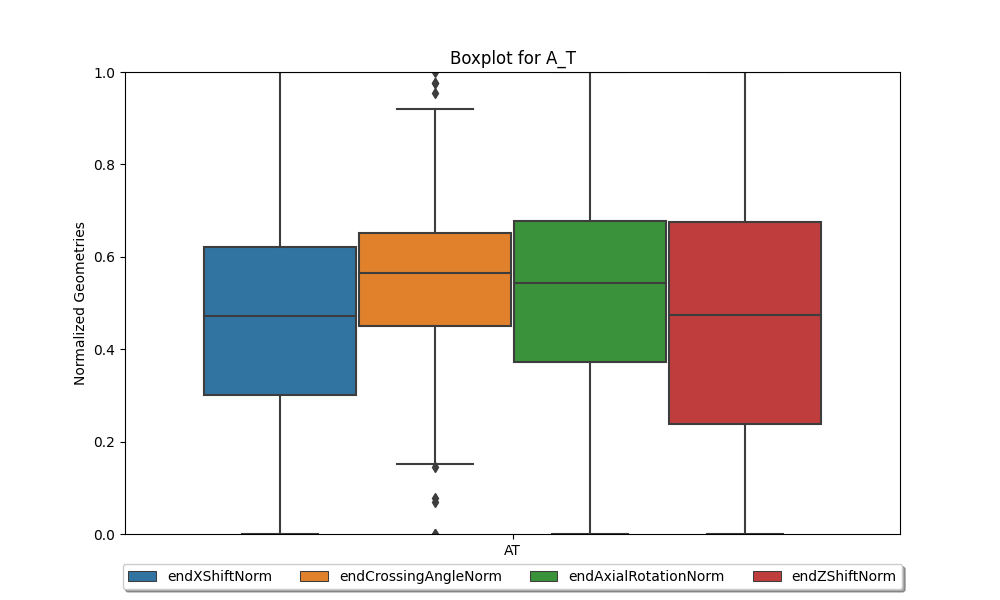 Boxplot for A_T
1.0
0.8
0.6
0.4
0.2
0.0
Normalized Geometries
AT
endXShiftNorm endCrossingAngleNorm endAxialRotationNorm endZShiftNorm